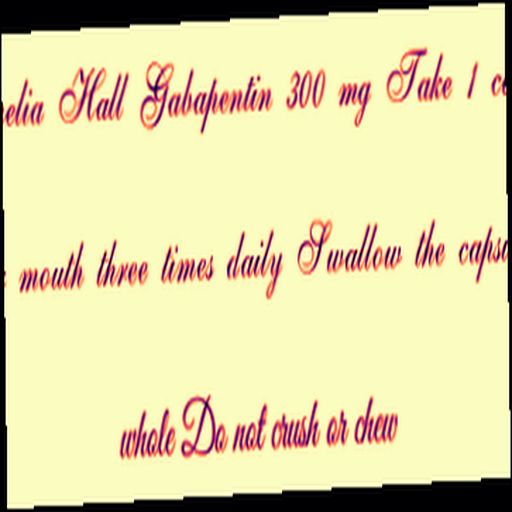 Hall Gabapentin 300 mg Take 1
mouth three times daily Swallow the
whole Do not crush or chew